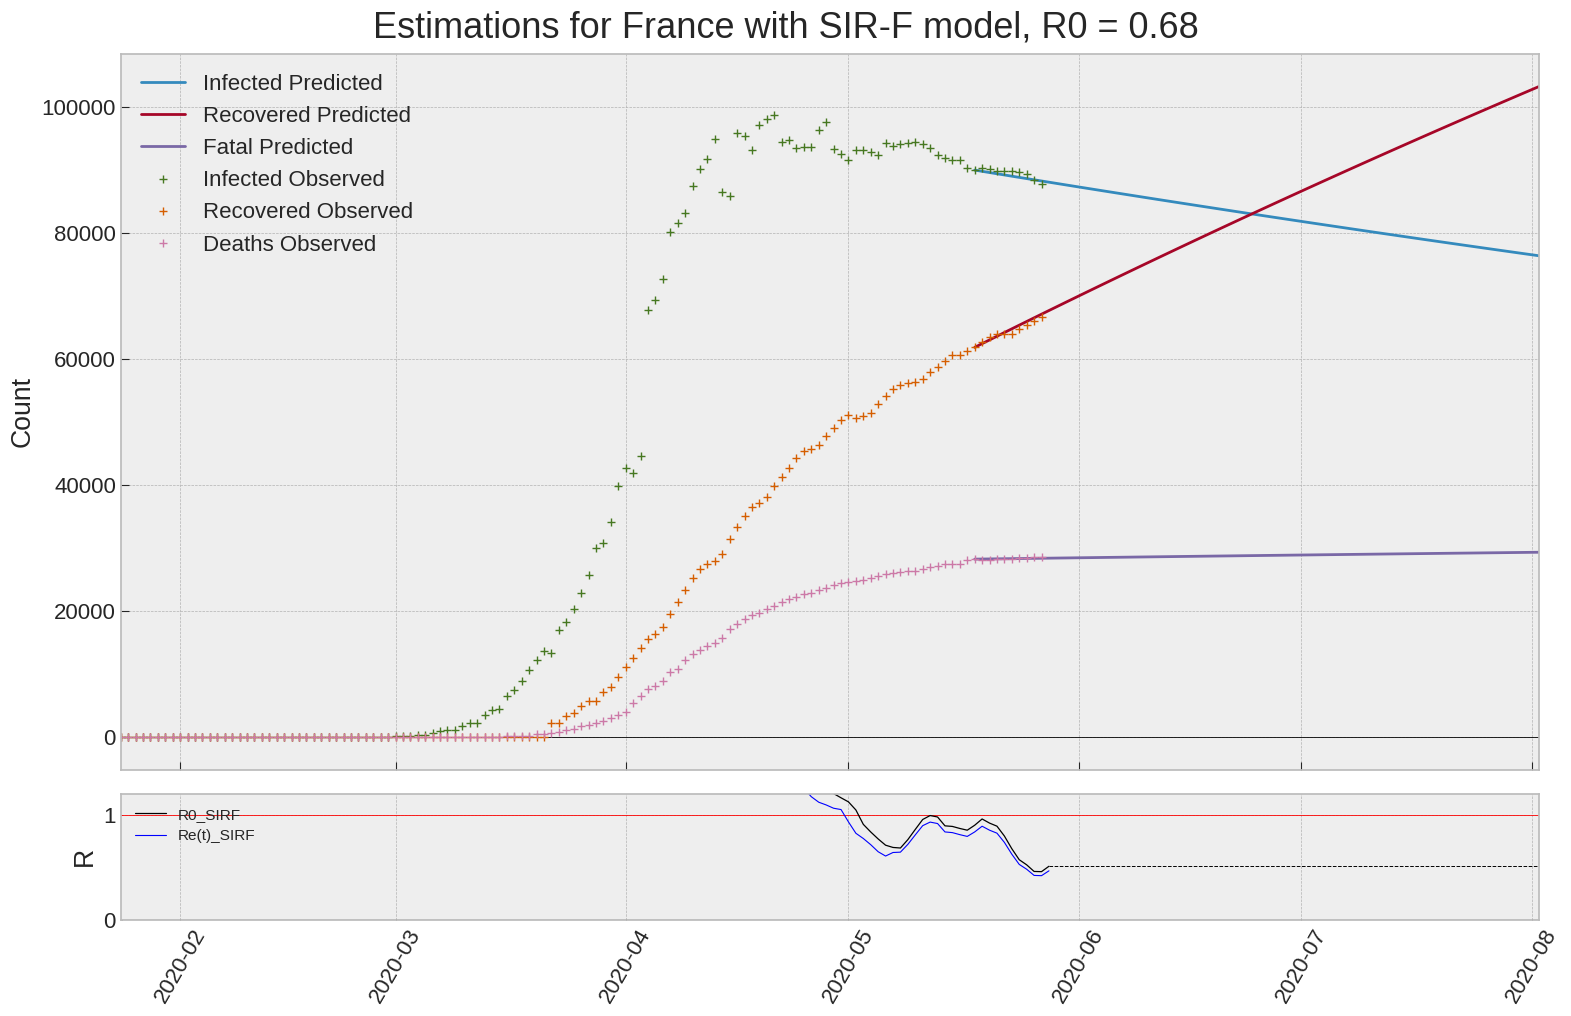 Estimations for France with SIR-F model, R0 = 0.68
Infected Predicted
Recovered Predicted
Fatal Predicted
Infected Observed
Recovered Observed
Deaths Observed
100000
80000
60000
40000
20000
0
Count
R0_SIRF
Re(t)_SIRF
1
0
R
2020-02
2020-03
2020-04
2020-05
2020-06
2020-07
2020-08